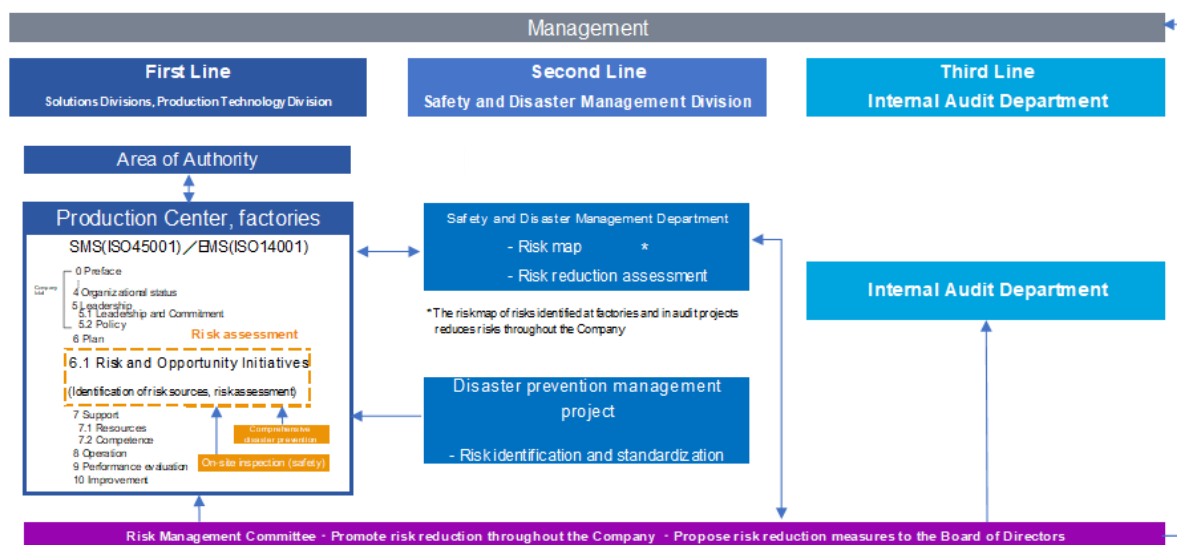 Management
First Line
Solutions Divisions, Production Technology Division
Second Line
Safety and Disaster Management Division
Third Line
Internal Audit Department
Area of Authority
Production Center, factories
SMS(ISO45001)／EMS(ISO14001)
Company total
0 Preface
4 Organizational status
5 Leadership
5.1 Leadership and Commitment
5.2 Policy
6 Plan
Risk assessment
6.1 Risk and Opportunity Initiatives
(Identification of risk sources, risk assessment)
7 Support
7.1 Resources
7.2 Competence
8 Operation
9 Performance evaluation
10 Improvement
Comprehensive
disaster prevention
On-site inspection (safety)
Safety and Disaster Management Department
- Risk map *
- Risk reduction assessment
* The risk map of risks identified at factories and in audit projects
reduces risks throughout the Company
Disaster prevention management
project
- Risk identification and standardization
Internal Audit Department
Risk Management Committee - Promote risk reduction throughout the Company - Propose risk reduction measures to the Board of Directors